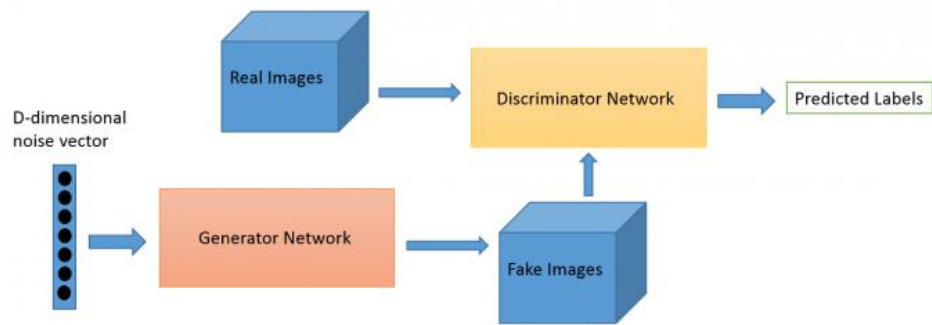 Real Images
Discriminator Network
Predicted Labels
D-dimensional
noise vector
Generator Network
Fake Images